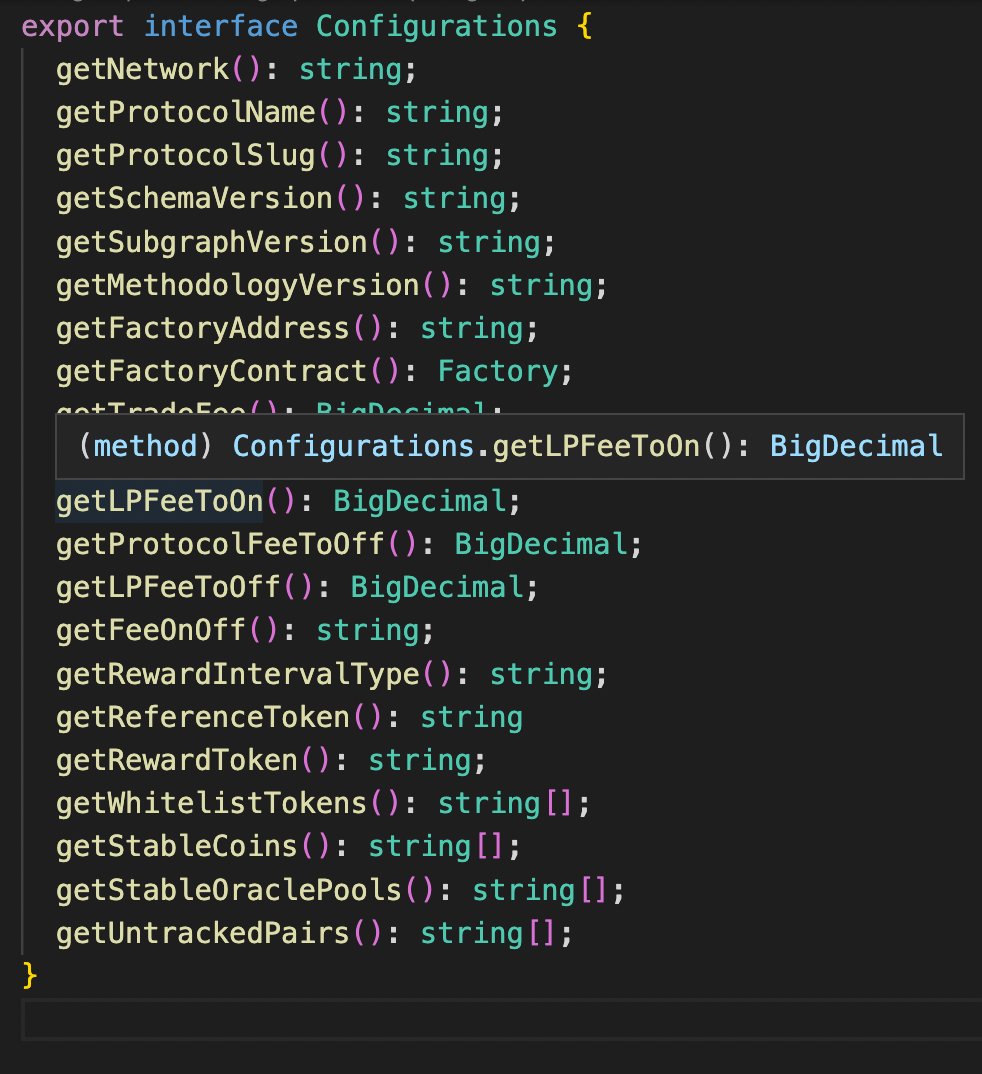 export interface Configurations {
getNetwork(): string;
getProtocolName(): string;
getProtocolSlug(): string;
getSchemaVersion(): string;
getSubgraphVersion(): string;
getMethodologyVersion(): string;
getFactoryAddress(): string;
getFactoryContract(): Factory;
getTradeFee(): BigDecimal;
(method) Configurations.getLPFeeToOn(): BigDecimal
getLPFeeToOn(): BigDecimal;
getProtocolFeeToOff(): BigDecimal;
getLPFeeToOff(): BigDecimal;
getFeeOnOff(): string;
getRewardIntervalType(): string;
getReferenceToken(): string
getRewardToken(): string;
getWhitelistTokens(): string[];
getStableCoins(): string[];
getStableOraclePools(): string[];
getUntrackedPairs(): string[];
}